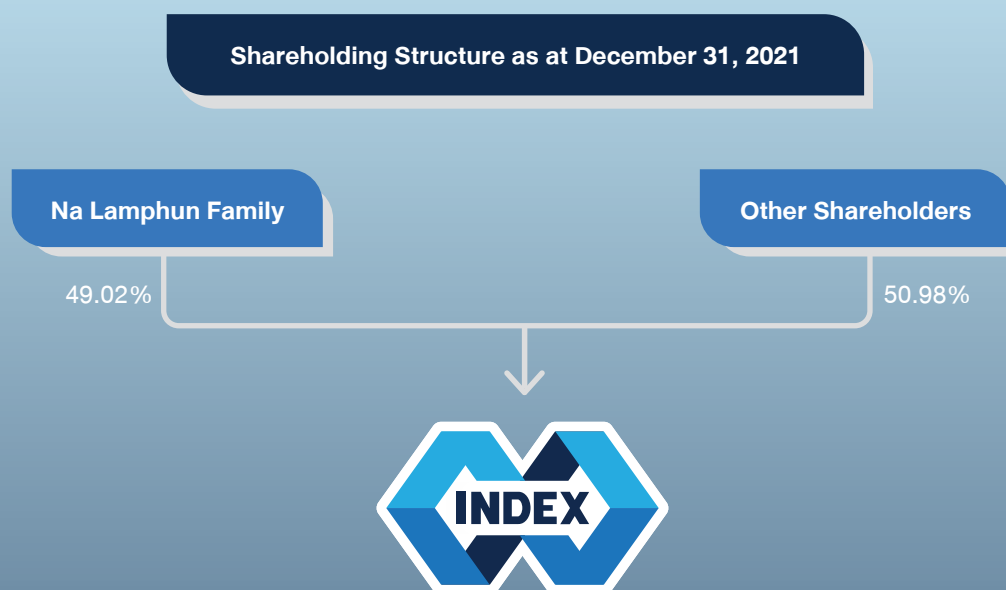 Shareholding Structure as at December 31, 2021
Na Lamphun Family
Other Shareholders
49.02%
50.98%
INDEX